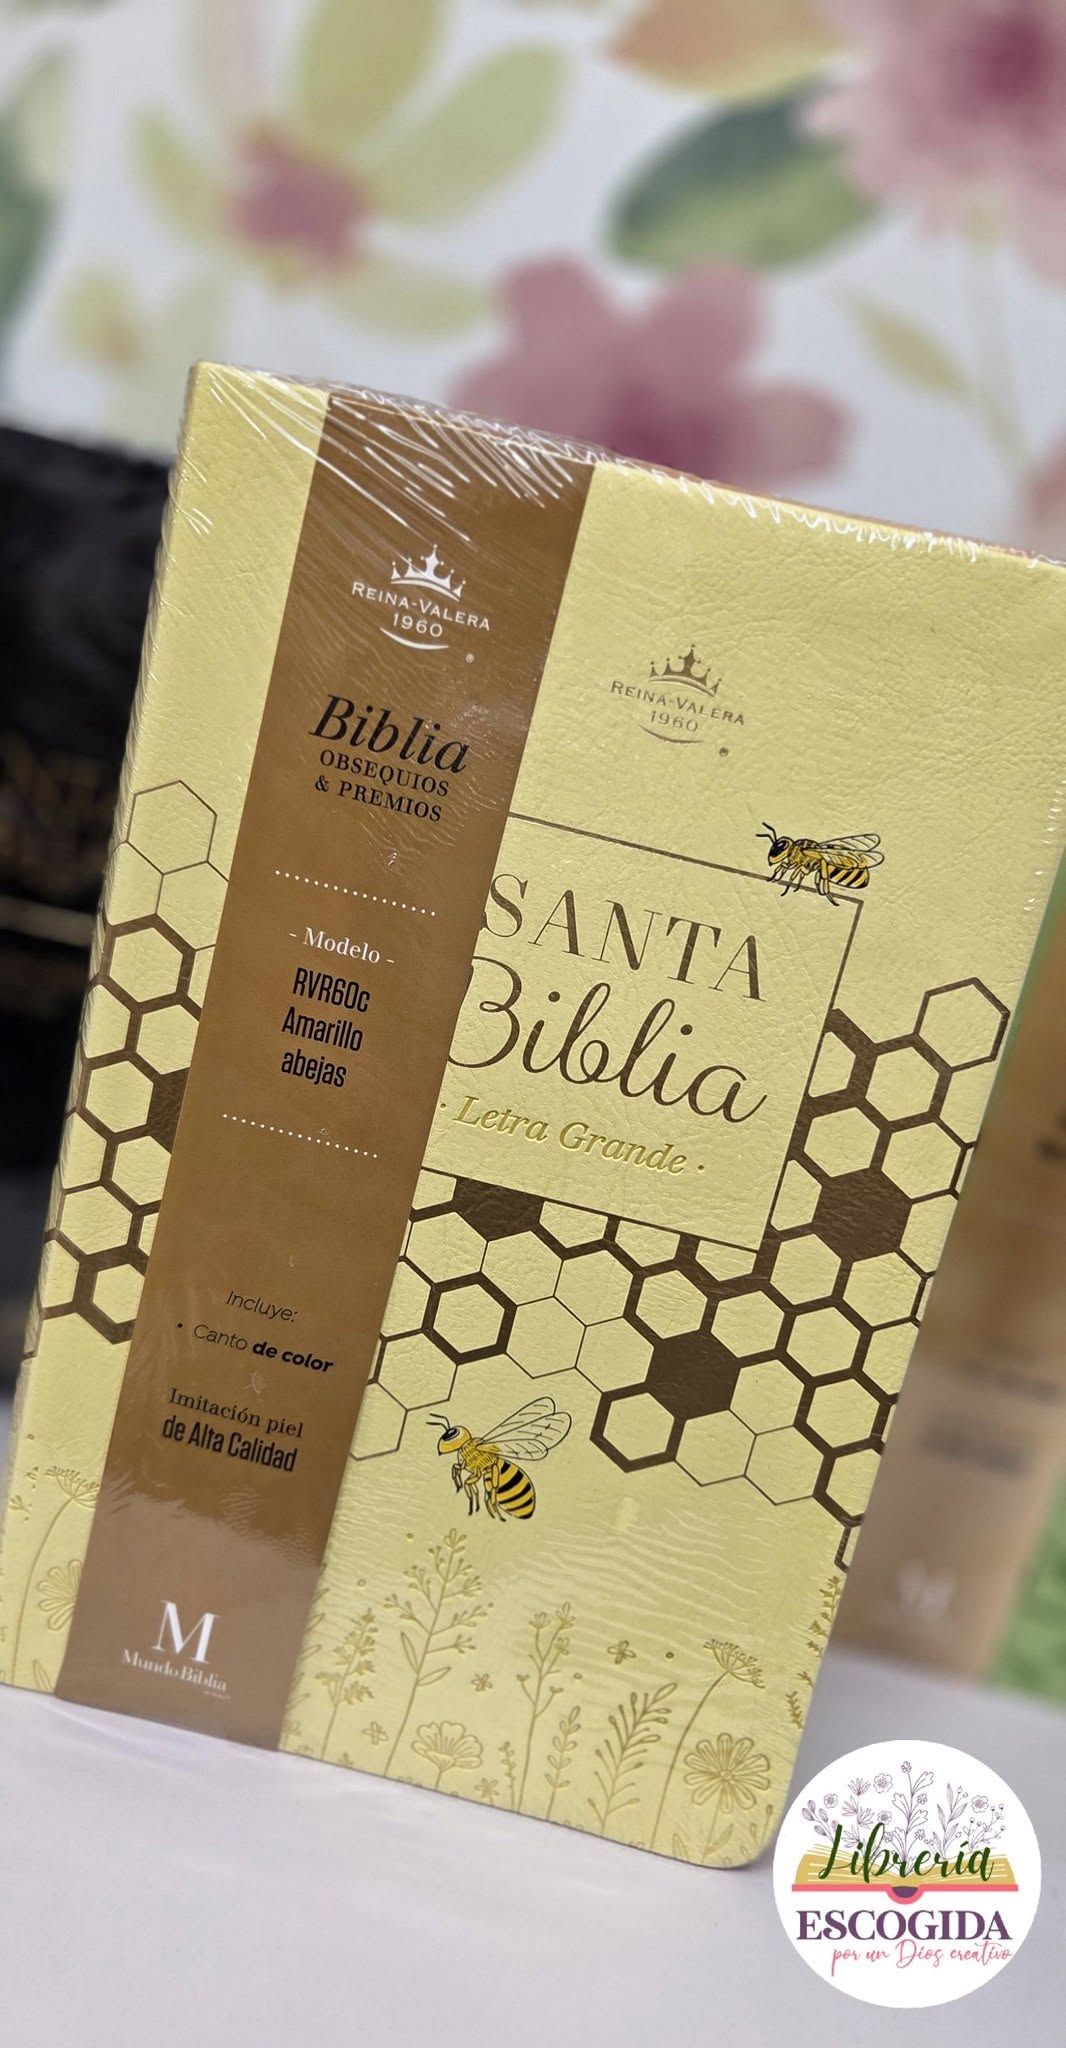 REINA-VALERA
1960
®
Biblia
OBSEQUIOS
& PREMIOS
- Modelo -
RVR60c
Amarillo
abejas
Incluye:
• Canto de color
Imitación piel
de Alta Calidad
M
Mundo Biblia
REINA-VALERA
1960
®
SANTA
Biblia
· Letra Grande ·
Librería
ESCOGIDA
por un Dios creativo